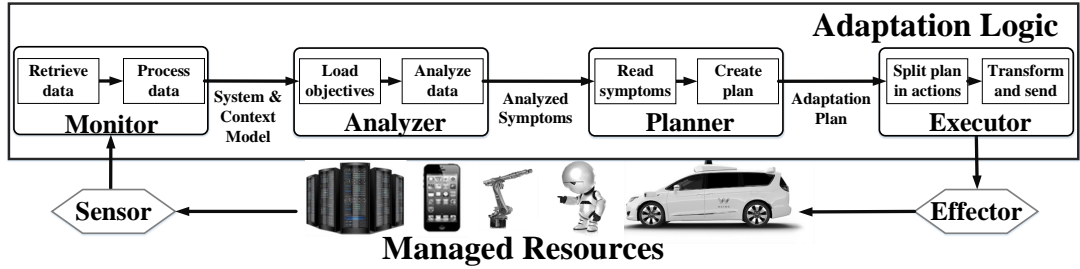 Adaptation Logic
Retrieve
data
Process
data
Monitor
System &
Context
Model
Load
objectives
Analyze
data
Analyzer
Analyzed
Symptoms
Read
symptoms
Create
plan
Planner
Adaptation
Plan
Split plan
in actions
Transform
and send
Executor
Sensor
Effector
Managed Resources